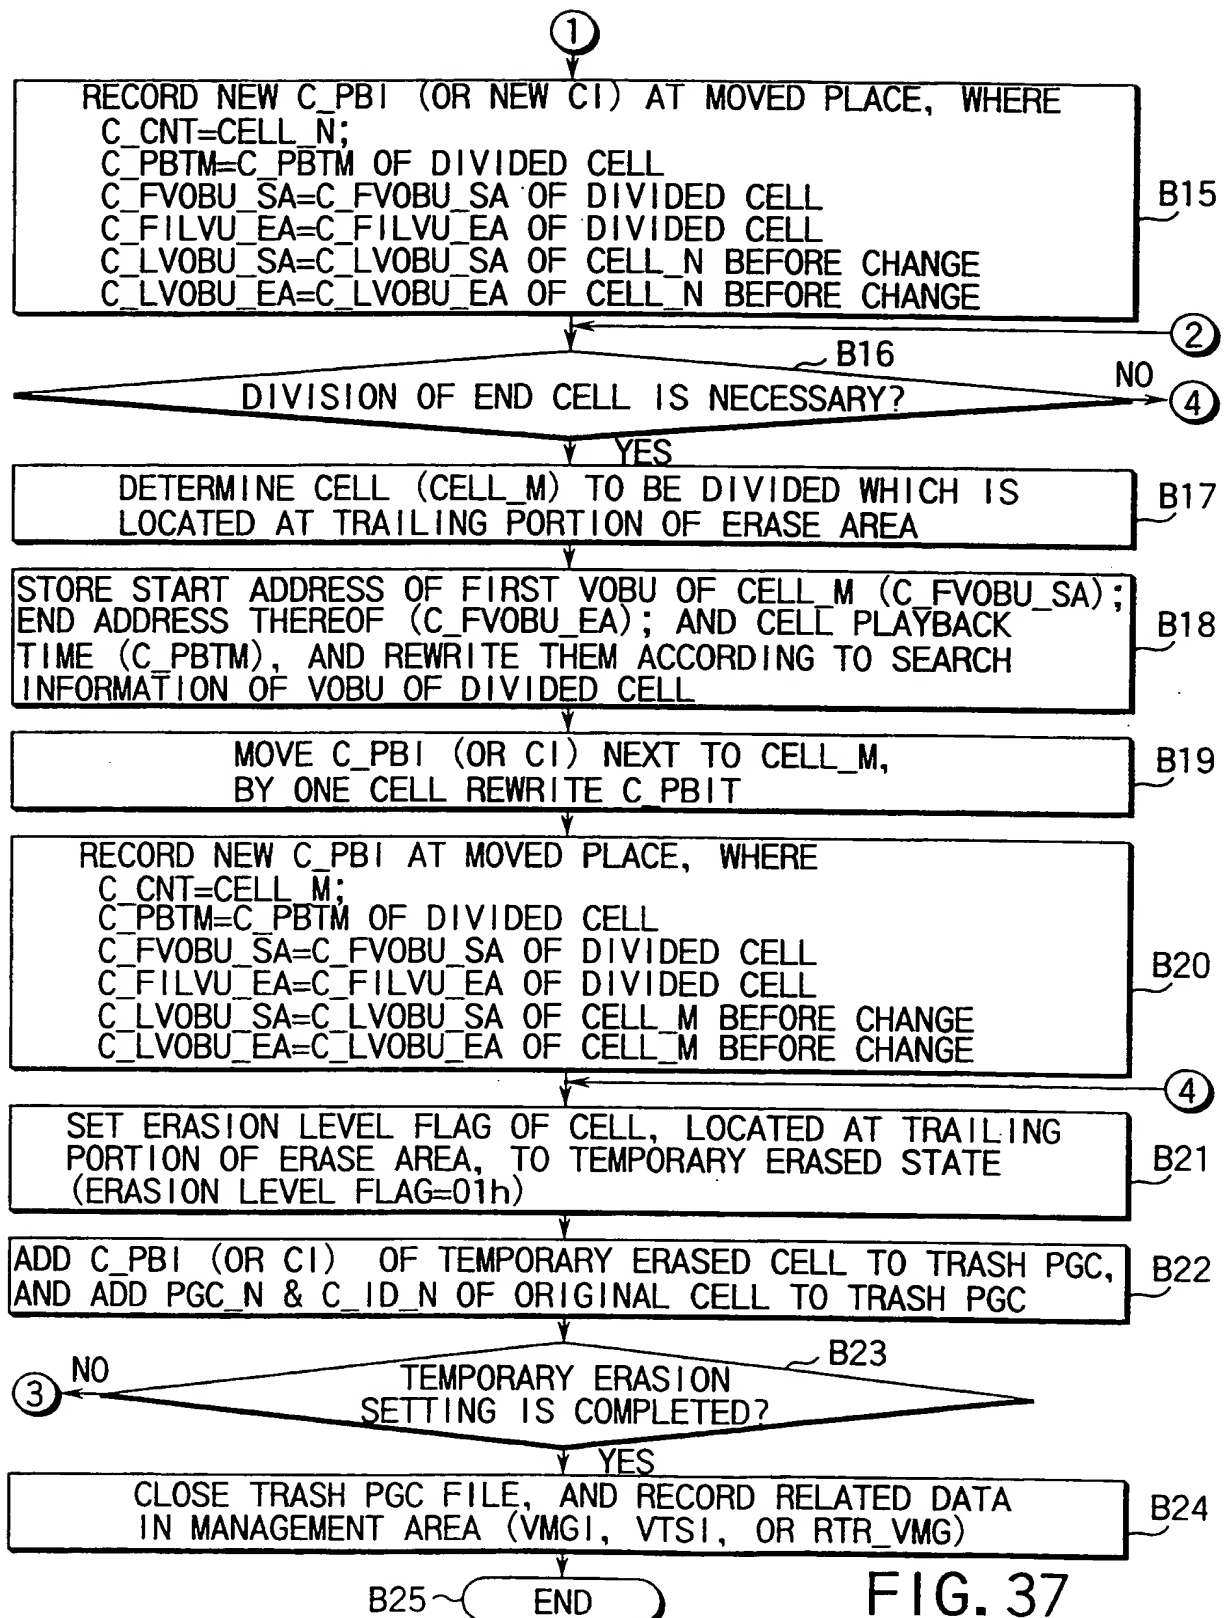 1
RECORD NEW C_PBI (OR NEW CI) AT MOVED PLACE, WHERE
C_CNT=CELL_N;
C_PBTM=C_PBTM OF DIVIDED CELL
C_FVOBU_SA=C_FVOBU_SA OF DIVIDED CELL
C_FILVU_EA=C_FILVU_EA OF DIVIDED CELL
C_LVOBU_SA=C_LVOBU_SA OF CELL_N BEFORE CHANGE
C_LVOBU_EA=C_LVOBU_EA OF CELL_N BEFORE CHANGE
B15
2
B16
DIVISION OF END CELL IS NECESSARY?
NO
4
YES
DETERMINE CELL (CELL_M) TO BE DIVIDED WHICH IS
LOCATED AT TRAILING PORTION OF ERASE AREA
B17
STORE START ADDRESS OF FIRST VOBU OF CELL_M (C_FVOBU_SA);
END ADDRESS THEREOF (C_FVOBU_EA); AND CELL PLAYBACK
TIME (C_PBTM), AND REWRITE THEM ACCORDING TO SEARCH
INFORMATION OF VOBU OF DIVIDED CELL
B18
MOVE C_PBI (OR CI) NEXT TO CELL_M,
BY ONE CELL REWRITE C_PBIT
B19
RECORD NEW C_PBI AT MOVED PLACE, WHERE
C_CNT=CELL_M;
C_PBTM=C_PBTM OF DIVIDED CELL
C_FVOBU_SA=C_FVOBU_SA OF DIVIDED CELL
C_FILVU_EA=C_FILVU_EA OF DIVIDED CELL
C_LVOBU_SA=C_LVOBU_SA OF CELL_M BEFORE CHANGE
C_LVOBU_EA=C_LVOBU_EA OF CELL_M BEFORE CHANGE
B20
4
SET ERASION LEVEL FLAG OF CELL, LOCATED AT TRAILING
PORTION OF ERASE AREA, TO TEMPORARY ERASED STATE
(ERASION LEVEL FLAG=01h)
B21
ADD C_PBI (OR CI) OF TEMPORARY ERASED CELL TO TRASH PGC,
AND ADD PGC_N & C_ID_N OF ORIGINAL CELL TO TRASH PGC
B22
B23
NO
3
TEMPORARY ERASION
SETTING IS COMPLETED?
YES
CLOSE TRASH PGC FILE, AND RECORD RELATED DATA
IN MANAGEMENT AREA (VMGI, VTSI, OR RTR_VMG)
B24
B25
END
FIG. 37